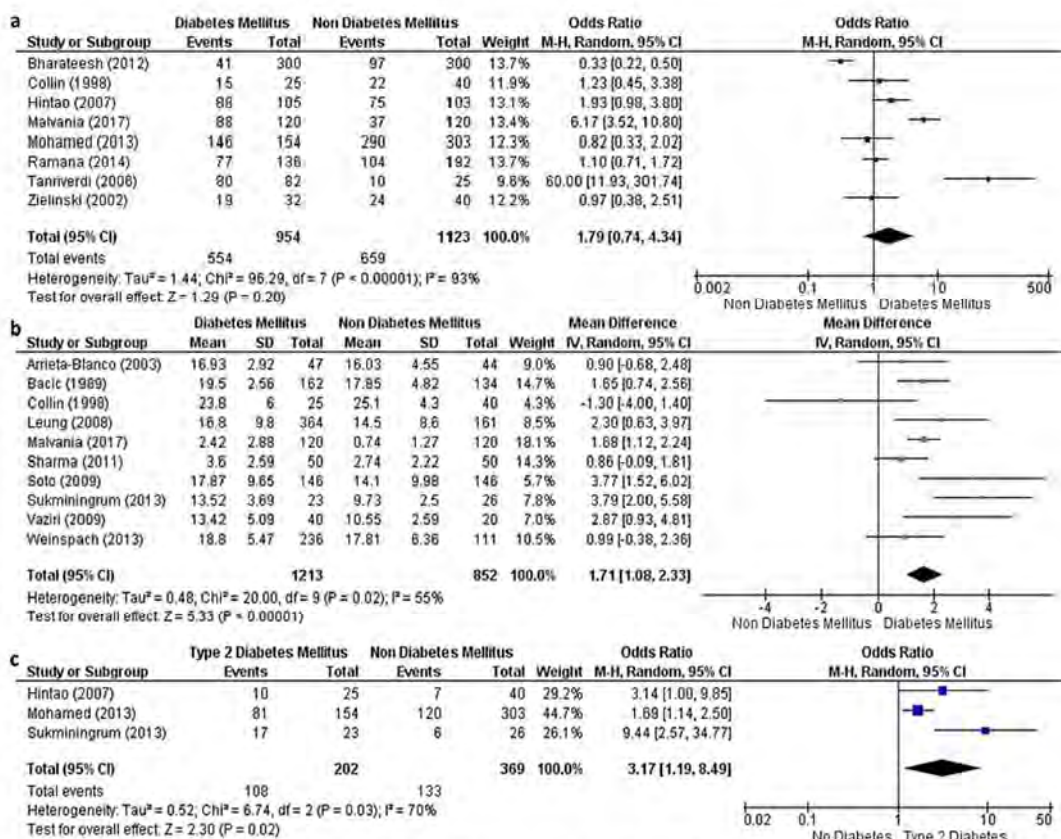 a
Diabetes Mellitus Non Diabetes Mellitus Odds Ratio Odds Ratio
Study or Subgroup Events Total Events Total Weight M-H, Random, 95% CI M-H, Random, 95% CI
Bharateesh (2012) 41 300 97 300 13.7% 0.33 [0.22, 0.50]
Collin (1998) 15 25 22 40 11.9% 1.23 [0.45, 3.38]
Hintao (2007) 88 105 75 103 13.1% 1.93 [0.98, 3.80]
Malvania (2017) 88 120 37 120 13.4% 6.17 [3.52, 10.80]
Mohamed (2013) 146 154 290 303 12.3% 0.82 [0.33, 2.02]
Ramana (2014) 77 136 104 192 13.7% 1.10 [0.71, 1.72]
Tanriverdi (2006) 80 82 10 25 9.6% 60.00 [11.93, 301.74]
Zielinski (2002) 19 32 24 40 12.2% 0.97 [0.38, 2.51]
Total (95% CI) 954 1123 100.0% 1.79 [0.74, 4.34]
Total events 554 659
Heterogeneity: Tau² = 1.44; Chi² = 96.29, df = 7 (P < 0.00001); I² = 93%
Test for overall effect: Z = 1.29 (P = 0.20)
0.002 0.1 1 10 500
Non Diabetes Mellitus Diabetes Mellitus
b
Diabetes Mellitus Non Diabetes Mellitus Mean Difference Mean Difference
Study or Subgroup Mean SD Total Mean SD Total Weight IV, Random, 95% CI IV, Random, 95% CI
Arrieta-Blanco (2003) 16.93 2.92 47 16.03 4.55 44 9.0% 0.90 [-0.68, 2.48]
Bacic (1989) 19.5 2.56 162 17.85 4.82 134 14.7% 1.65 [0.74, 2.56]
Collin (1998) 23.8 6 25 25.1 4.3 40 4.3% -1.30 [-4.00, 1.40]
Leung (2008) 16.8 9.8 364 14.5 8.6 161 8.5% 2.30 [0.63, 3.97]
Malvania (2017) 2.42 2.88 120 0.74 1.27 120 18.1% 1.68 [1.12, 2.24]
Sharma (2011) 3.6 2.59 50 2.74 2.22 50 14.3% 0.86 [-0.09, 1.81]
Soto (2009) 17.87 9.65 146 14.1 9.98 146 5.7% 3.77 [1.52, 6.02]
Sukminingrum (2013) 13.52 3.69 23 9.73 2.5 26 7.8% 3.79 [2.00, 5.58]
Vaziri (2009) 13.42 5.09 40 10.55 2.59 20 7.0% 2.87 [0.93, 4.81]
Weinspach (2013) 18.8 5.47 236 17.81 6.36 111 10.5% 0.99 [-0.38, 2.36]
Total (95% CI) 1213 852 100.0% 1.71 [1.08, 2.33]
Heterogeneity: Tau² = 0.48, Chi² = 20.00, df = 9 (P = 0.02); I² = 55%
Test for overall effect: Z = 5.33 (P < 0.00001)
-4 -2 0 2 4
Non Diabetes Mellitus Diabetes Mellitus
c
Type 2 Diabetes Mellitus Non Diabetes Mellitus Odds Ratio Odds Ratio
Study or Subgroup Events Total Events Total Weight M-H, Random, 95% CI M-H, Random, 95% CI
Hintao (2007) 10 25 7 40 29.2% 3.14 [1.00, 9.85]
Mohamed (2013) 81 154 120 303 44.7% 1.69 [1.14, 2.50]
Sukminingrum (2013) 17 23 6 26 26.1% 9.44 [2.57, 34.77]
Total (95% CI) 202 369 100.0% 3.17 [1.19, 8.49]
Total events 108 133
Heterogeneity: Tau² = 0.52; Chi² = 6.74, df = 2 (P = 0.03); I² = 70%
Test for overall effect: Z = 2.30 (P = 0.02)
0.02 0.1 1 10 50
No Diabetes Type 2 Diabetes